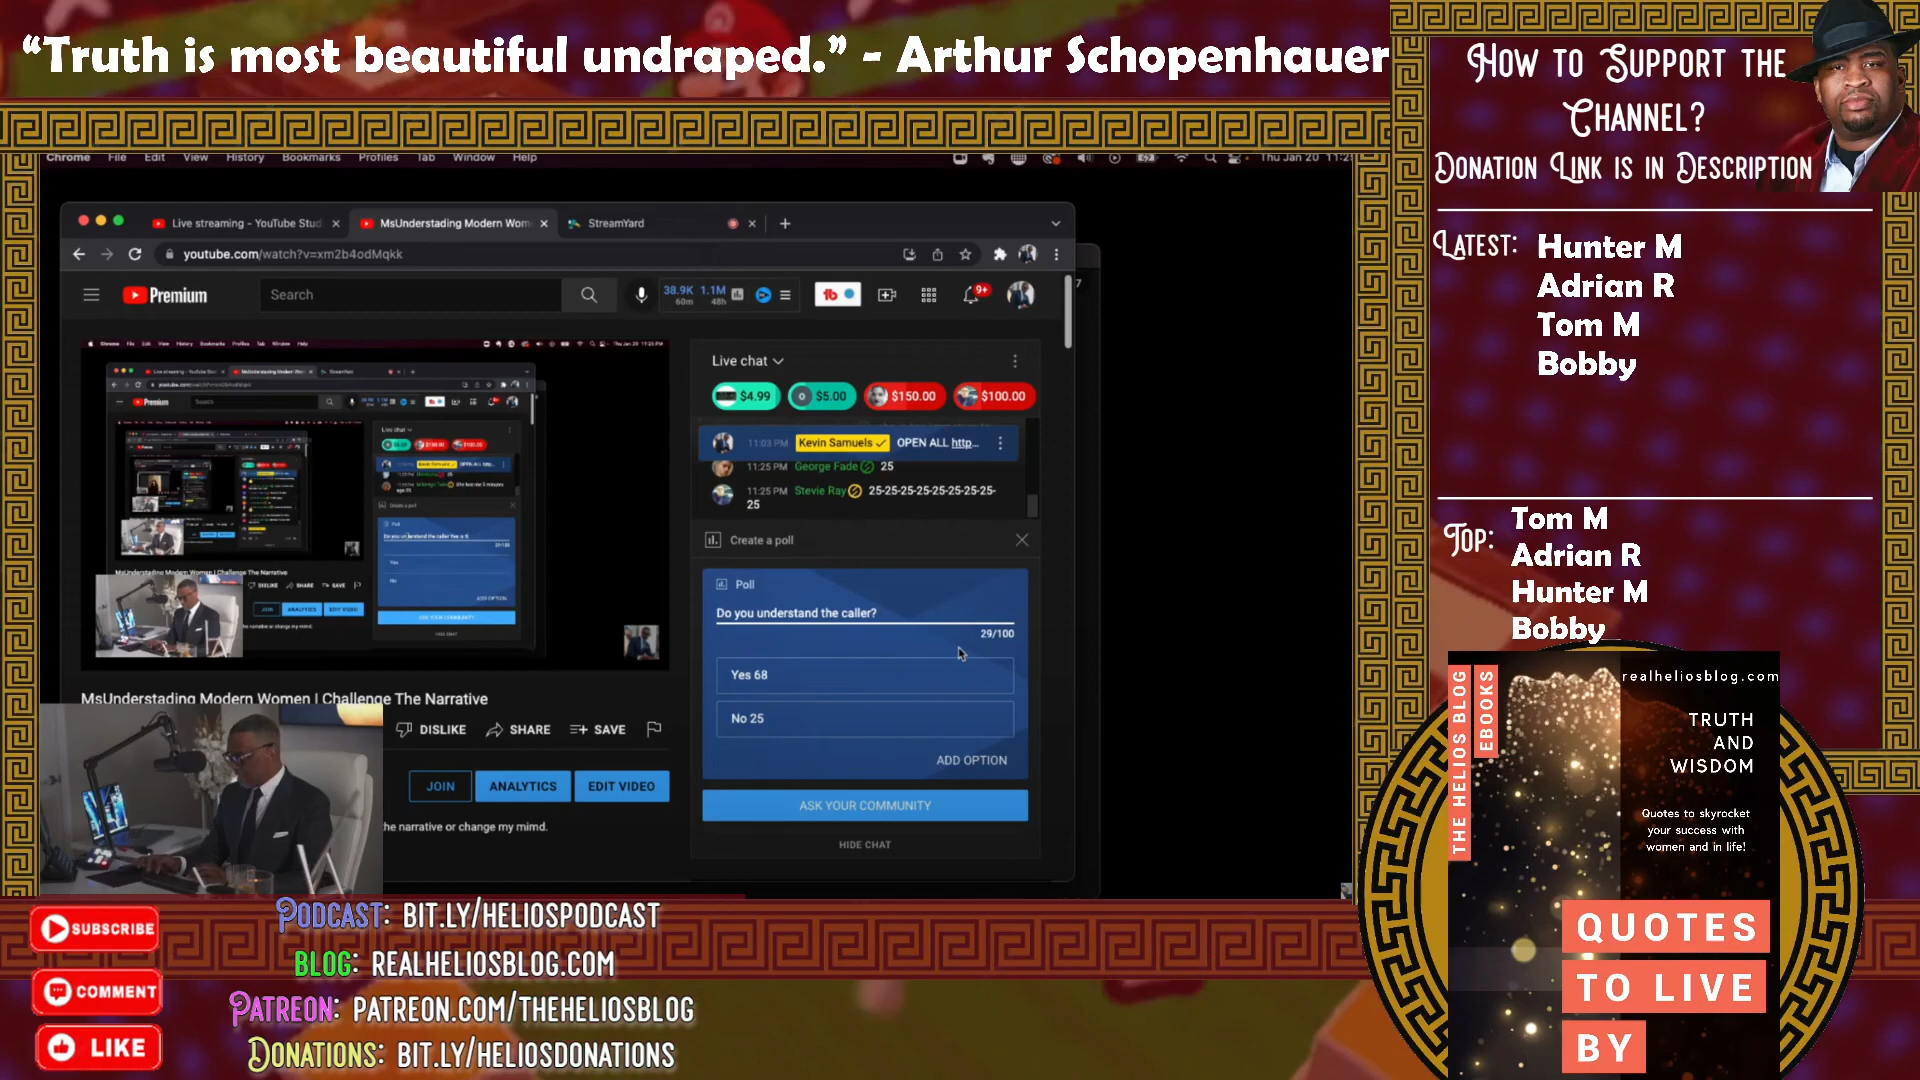 “Truth is most beautiful undraped.” - Arthur Schopenhauer
How to Support the
Channel?
Donation Link is in Description
Latest:
Hunter M
Adrian R
Tom M
Bobby
Top:
Tom M
Adrian R
Hunter M
Bobby
Chrome File Edit View History Bookmarks Profiles Tab Window Help
Thu Jan 20 11:2
Live streaming - YouTube Stud
MsUnderstading Modern Wom
StreamYard
youtube.com/watch?v=xm2b4odMqkk
Premium
Search
38.9K 1.1M
60m 48h
9+
7
Live chat
$4.99 $5.00 $150.00 $100.00
11:03 PM Kevin Samuels OPEN ALL http...
11:25 PM George Fade 25
11:25 PM Stevie Ray 25-25-25-25-25-25-25-25-
25
Create a poll
Poll
Do you understand the caller?
29/100
Yes 68
No 25
ADD OPTION
ASK YOUR COMMUNITY
HIDE CHAT
MsUnderstading Modern Women | Challenge The Narrative
DISLIKE SHARE SAVE
JOIN ANALYTICS EDIT VIDEO
he narrative or change my mimd.
SUBSCRIBE
COMMENT
LIKE
Podcast: bit.ly/heliospodcast
Blog: realheliosblog.com
Patreon: patreon.com/theheliosblog
Donations: bit.ly/heliosdonations
THE HELIOS BLOG
EBOOKS
realheliosblog.com
TRUTH
AND
WISDOM
Quotes to skyrocket
your success with
women and in life!
QUOTES
TO LIVE
BY